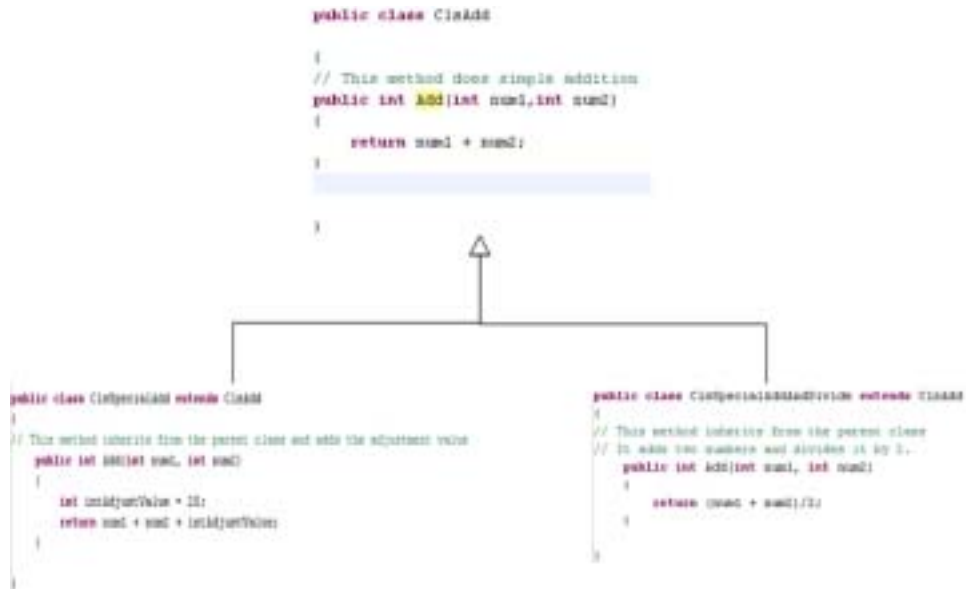 public class ClsAdd
{
// This method does simple addition
public int Add(int num1,int num2)
{
return num1 + num2;
}
}
public class ClsSpecialAdd extends ClsAdd
{
// This method inherits from the parent class and adds the adjustment value
public int Add(int num1, int num2)
{
int intAdjustValue =
return num1 + num2 + intAdjustValue;
}
}
public class ClsSpecialAddAndDivide extends ClsAdd
{
// This method inherits from the parent class
// It adds two numbers and divides it by
public int Add(int num1, int num2)
{
return (num1 + num2)/
}
}